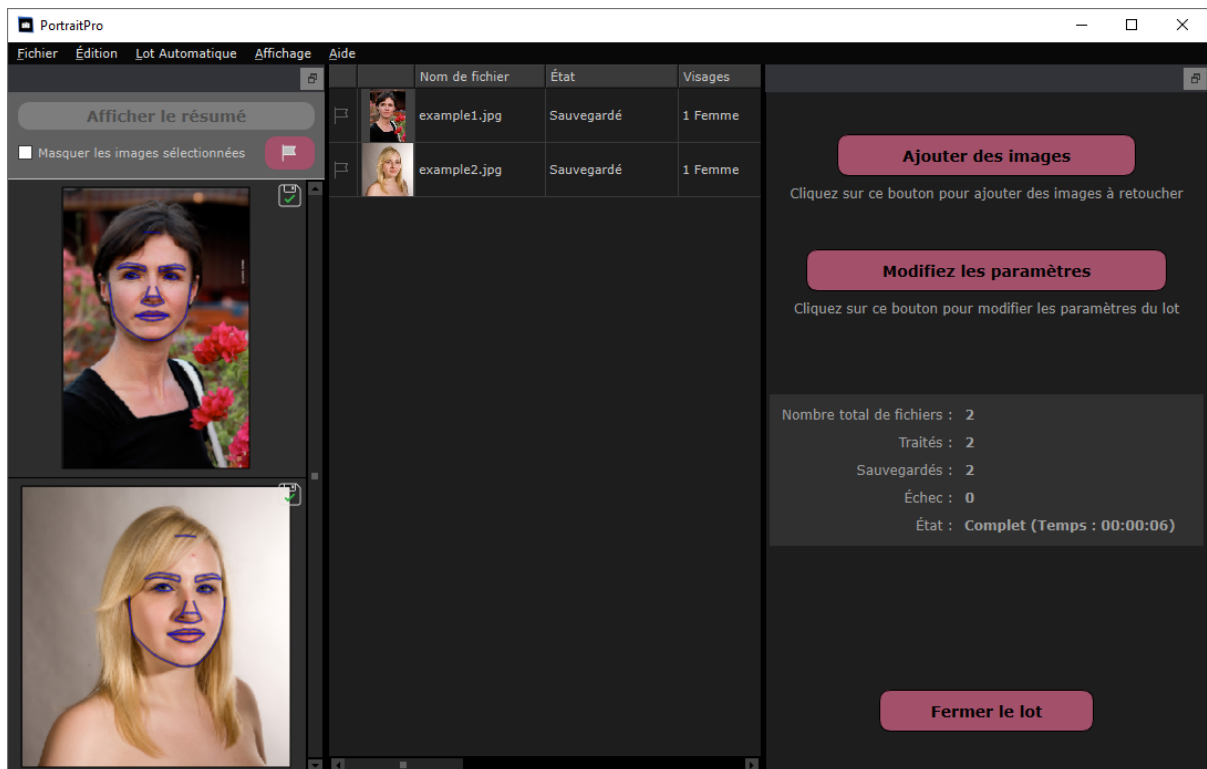 PortraitPro
Fichier Édition Lot Automatique Affichage Aide
Afficher le résumé
Masquer les images sélectionnées
Nom de fichier État Visages
example1.jpg Sauvegardé 1 Femme
example2.jpg Sauvegardé 1 Femme
Ajouter des images
Cliquez sur ce bouton pour ajouter des images à retoucher
Modifiez les paramètres
Cliquez sur ce bouton pour modifier les paramètres du lot
Nombre total de fichiers : 2
Traités : 2
Sauvegardés : 2
Échec : 0
État : Complet (Temps : 00:00:06)
Fermer le lot